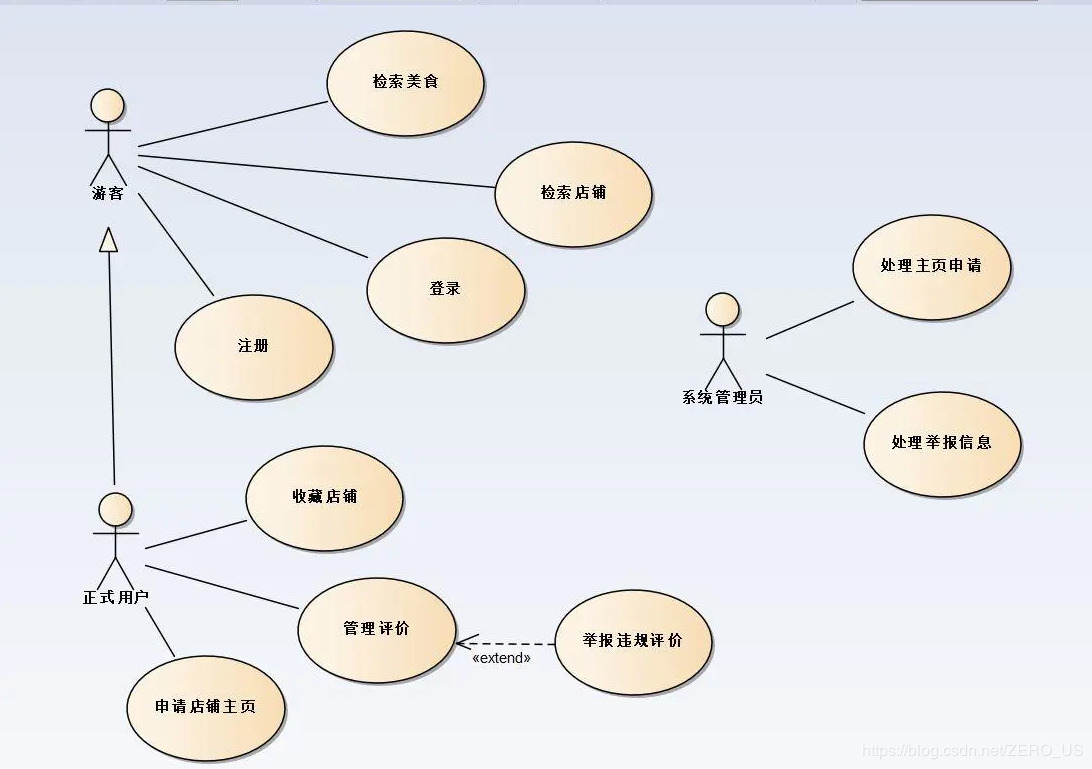 检索美食
检索店铺
游客
登录
注册
处理主页申请
系统管理员
处理举报信息
收藏店铺
正式用户
管理评价
举报违规评价
«extend»
申请店铺主页
https://blog.csdn.net/ZERO_US